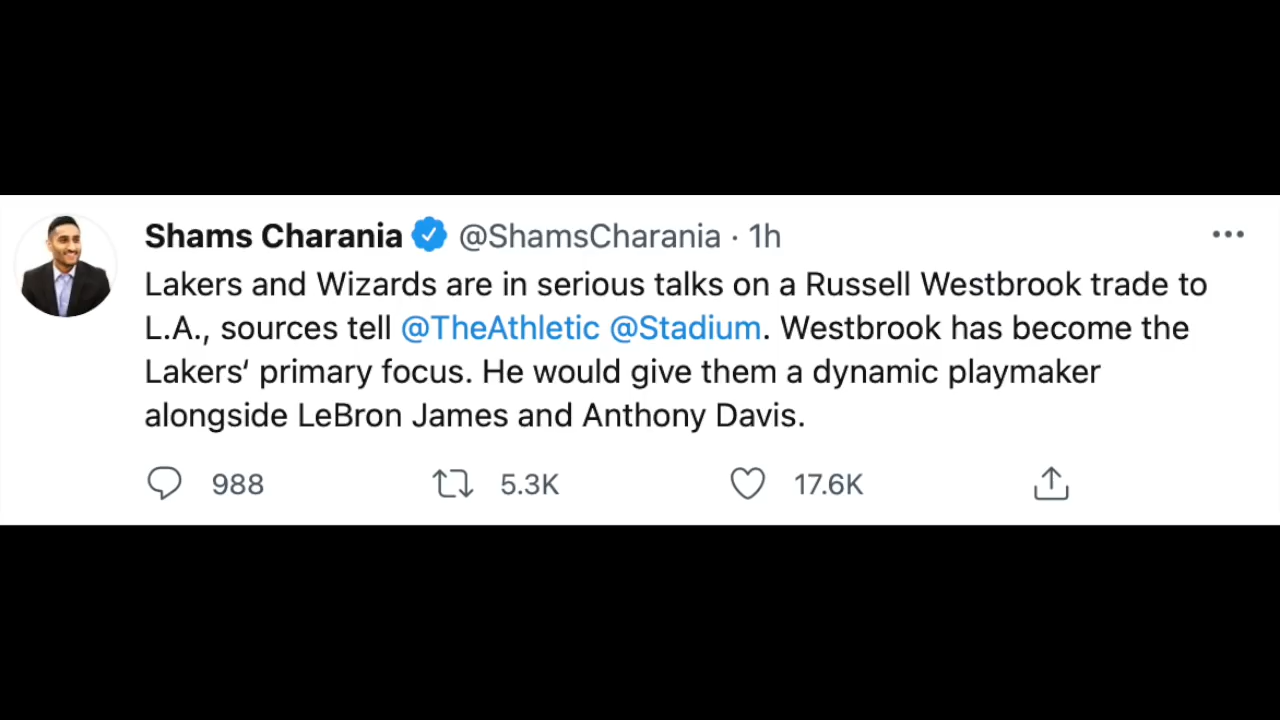 Shams Charania @ShamsCharania · 1h
Lakers and Wizards are in serious talks on a Russell Westbrook trade to
L.A., sources tell @TheAthletic @Stadium. Westbrook has become the
Lakers‘ primary focus. He would give them a dynamic playmaker
alongside LeBron James and Anthony Davis.
988 5.3K 17.6K